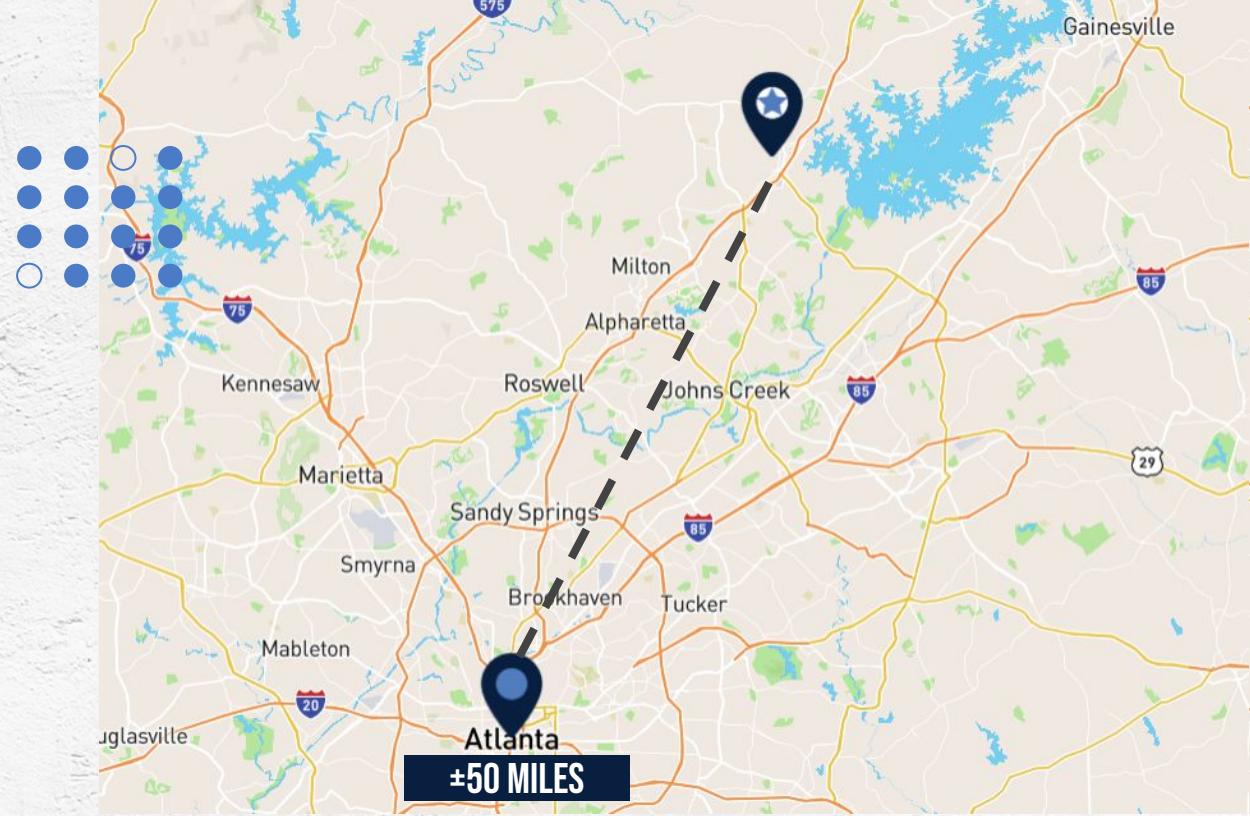 575
Gainesville
75
Milton
85
75
Alpharetta
Kennesaw
Roswell
Johns Creek
85
Marietta
29
Sandy Springs
85
Smyrna
Brookhaven
Tucker
Mableton
20
uglasville
Atlanta
±50 MILES